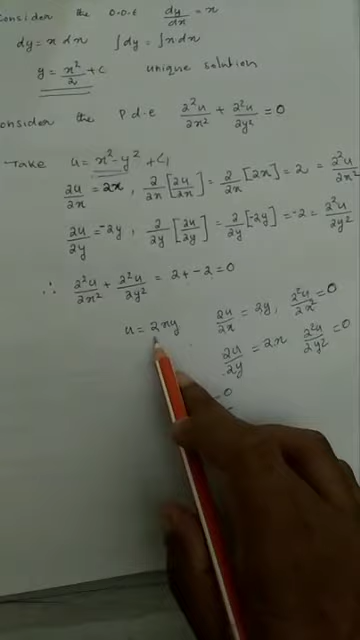 Consider the O.D.E dy/dx = x
dy = x dx ∫dy = ∫x dx
y = x²/2 + c unique solution
onsider the P.d.e ∂²u/∂x² + ∂²u/∂y² = 0
Take u = x² - y² + C₁
∂u/∂x = 2x, ∂/∂x [∂u/∂x] = ∂/∂x [2x] = 2 = ∂²u/∂x²
∂u/∂y = -2y, ∂/∂y [∂u/∂y] = ∂/∂y [-2y] = -2 = ∂²u/∂y²
∴ ∂²u/∂x² + ∂²u/∂y² = 2 + -2 = 0
u = 2xy ∂u/∂x = 2y, ∂²u/∂x² = 0
∂u/∂y = 2x ∂²u/∂y² = 0
= 0